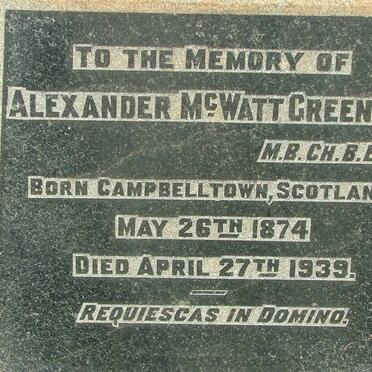 To the Memory of
Alexander McWatt Green
M.B. Ch. B. E
Born Campbelltown, Scotlan
May 26th 1874
Died April 27th 1939.
Requiescas in Domino.